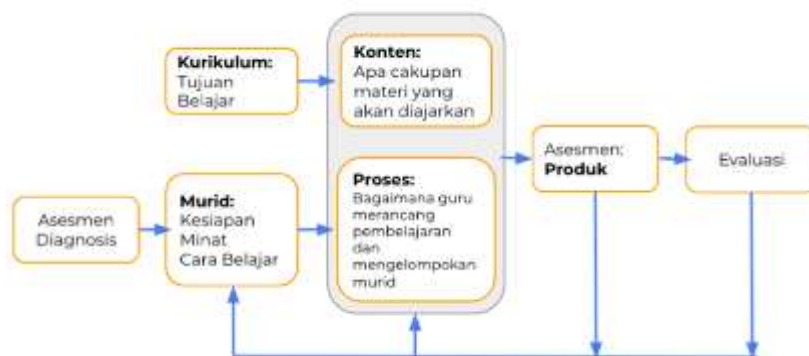 Kurikulum:
Tujuan
Belajar
Konten:
Apa cakupan
materi yang
akan diajarkan
Asesmen
Diagnosis
Murid:
Kesiapan
Minat
Cara Belajar
Proses:
Bagaimana guru
merancang
pembelajaran
dan
mengelompokan
murid
Asesmen:
Produk
Evaluasi